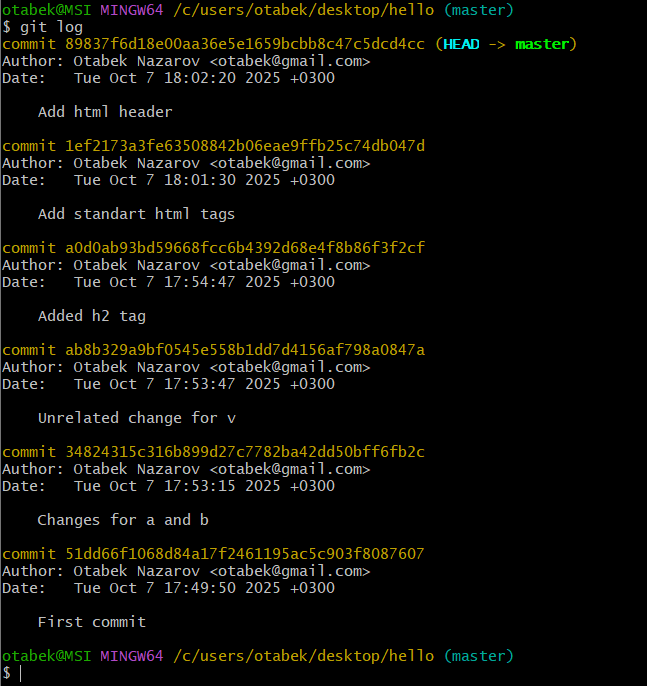 otabek@MSI MINGW64 /c/users/otabek/desktop/hello (master)
$ git log
commit 89837f6d18e00aa36e5e1659bcbb8c47c5dcd4cc (HEAD -> master)
Author: Otabek Nazarov <otabek@gmail.com>
Date:   Tue Oct 7 18:02:20 2025 +0300
    Add html header
commit 1ef2173a3fe63508842b06eae9ffb25c74db047d
Author: Otabek Nazarov <otabek@gmail.com>
Date:   Tue Oct 7 18:01:30 2025 +0300
    Add standart html tags
commit a0d0ab93bd59668fcc6b4392d68e4f8b86f3f2cf
Author: Otabek Nazarov <otabek@gmail.com>
Date:   Tue Oct 7 17:54:47 2025 +0300
    Added h2 tag
commit ab8b329a9bf0545e558b1dd7d4156af798a0847a
Author: Otabek Nazarov <otabek@gmail.com>
Date:   Tue Oct 7 17:53:47 2025 +0300
    Unrelated change for v
commit 34824315c316b899d27c7782ba42dd50bff6fb2c
Author: Otabek Nazarov <otabek@gmail.com>
Date:   Tue Oct 7 17:53:15 2025 +0300
    Changes for a and b
commit 51dd66f1068d84a17f2461195ac5c903f8087607
Author: Otabek Nazarov <otabek@gmail.com>
Date:   Tue Oct 7 17:49:50 2025 +0300
    First commit
otabek@MSI MINGW64 /c/users/otabek/desktop/hello (master)
$